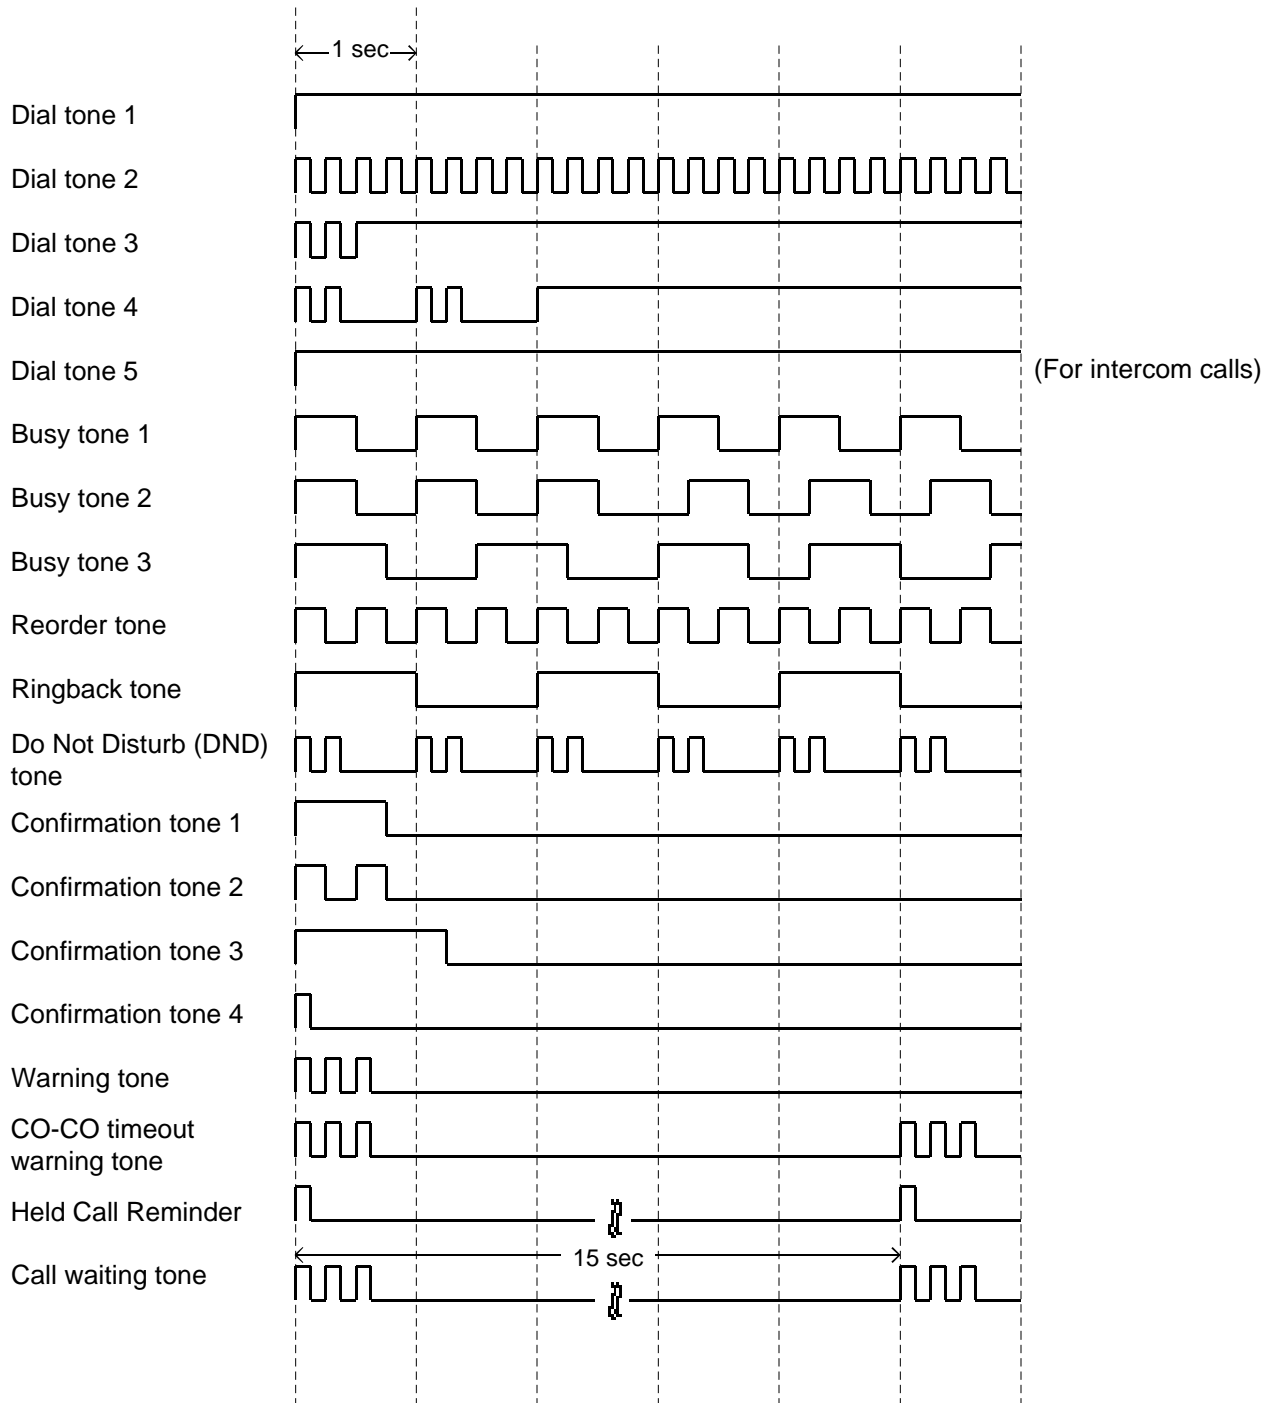 1 sec
Dial tone 1
Dial tone 2
Dial tone 3
Dial tone 4
Dial tone 5
(For intercom calls)
Busy tone 1
Busy tone 2
Busy tone 3
Reorder tone
Ringback tone
Do Not Disturb (DND)
tone
Confirmation tone 1
Confirmation tone 2
Confirmation tone 3
Confirmation tone 4
Warning tone
CO-CO timeout
warning tone
Held Call Reminder
15 sec
Call waiting tone